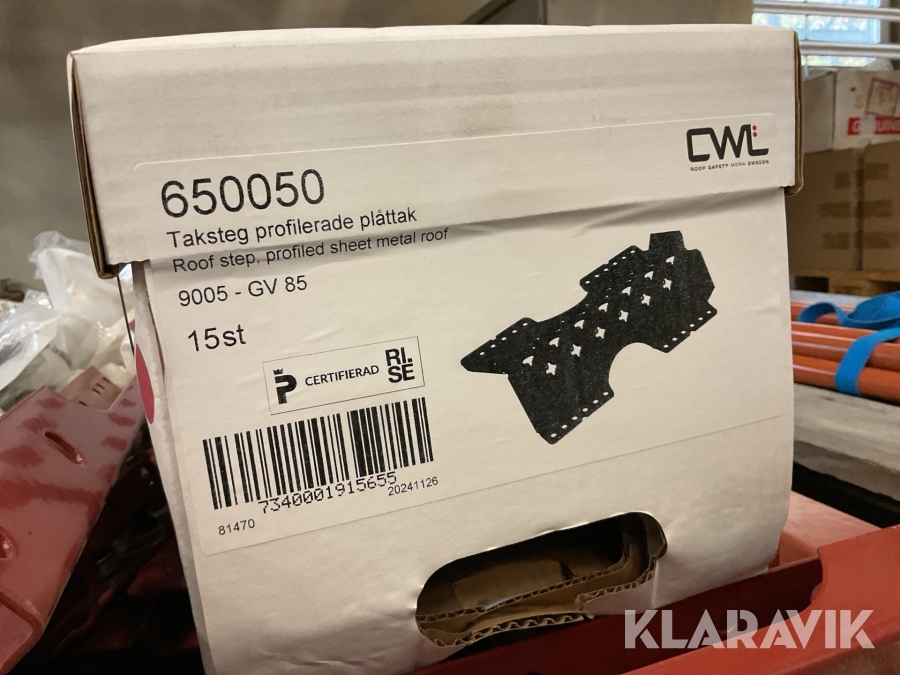 CWL
ROOF SAFETY MORA SWEDEN
650050
Taksteg profilerade plåttak
Roof step, profiled sheet metal roof
9005 - GV 85
15st
P CERTIFIERAD RI. SE
7340001915655
81470
20241126
KLARAVIK